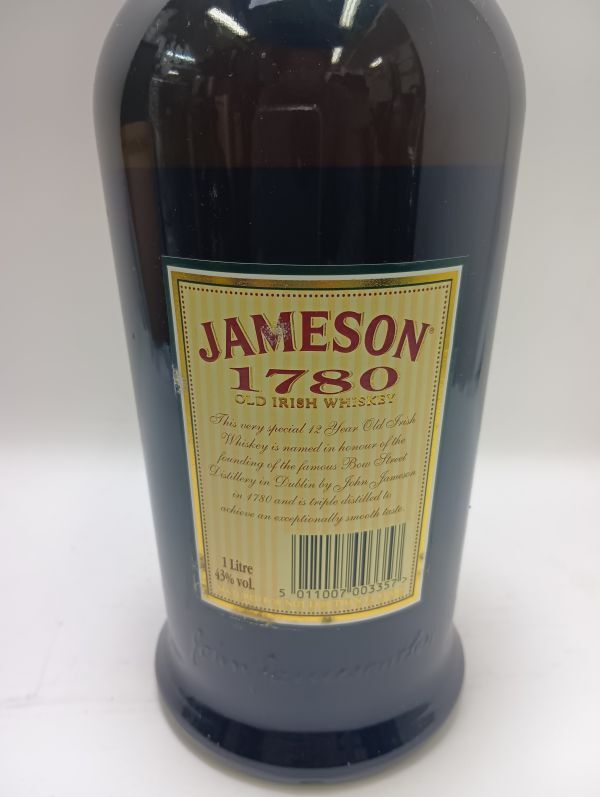 JAMESON®
1780
OLD IRISH WHISKEY
This very special 12 Year Old Irish
Whiskey is named in honour of the
founding of the famous Bow Street
Distillery in Dublin by John Jameson
in 1780 and is triple distilled to
achieve an exceptionally smooth taste.
1 Litre
43% vol.
5 011007 003357 >